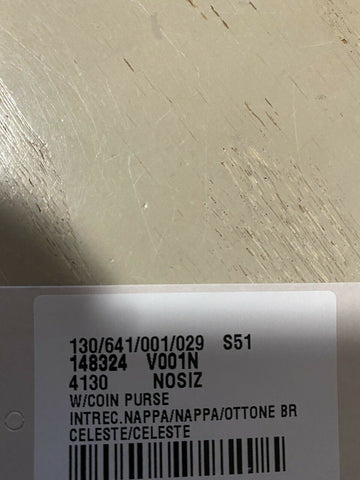 130/641/001/029 S51
148324 V001N
4130 NOSIZ
W/COIN PURSE
INTREC.NAPPA/NAPPA/OTTONE BR
CELESTE/CELESTE